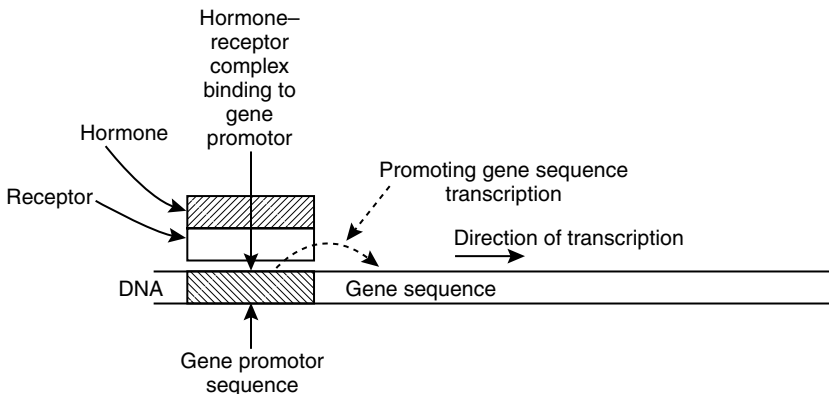 Hormone–
receptor
complex
binding to
gene
promotor
Hormone
Receptor
Promoting gene sequence
transcription
Direction of transcription
DNA
Gene sequence
Gene promotor
sequence